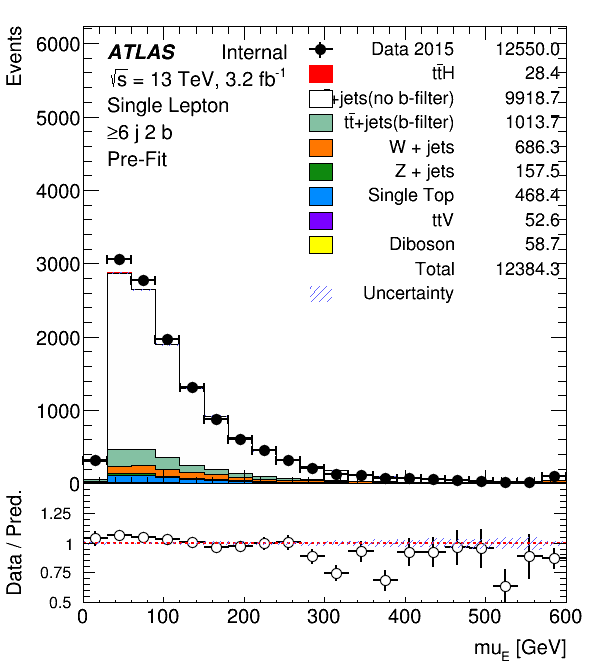 Events
ATLAS Internal
√s = 13 TeV, 3.2 fb⁻¹
Single Lepton
≥6 j 2 b
Pre-Fit
Data 2015 12550.0
tt̄H 28.4
+jets(no b-filter) 9918.7
tt̄+jets(b-filter) 1013.7
W + jets 686.3
Z + jets 157.5
Single Top 468.4
ttV 52.6
Diboson 58.7
Total 12384.3
Uncertainty
6000
5000
4000
3000
2000
1000
0
Data / Pred.
1.25
1
0.75
0.5
0 100 200 300 400 500 600
mu_E [GeV]